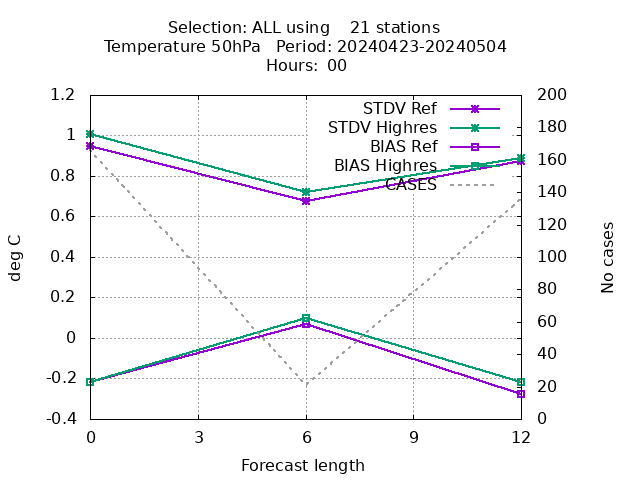 Selection: ALL using    21 stations
Temperature 50hPa   Period: 20240423-20240504
Hours: 00
1.2
1
0.8
0.6
0.4
0.2
0
-0.2
-0.4
deg C
STDV Ref
STDV Highres
BIAS Ref
BIAS Highres
CASES
200
180
160
140
120
100
80
60
40
20
0
No cases
0 3 6 9 12
Forecast length